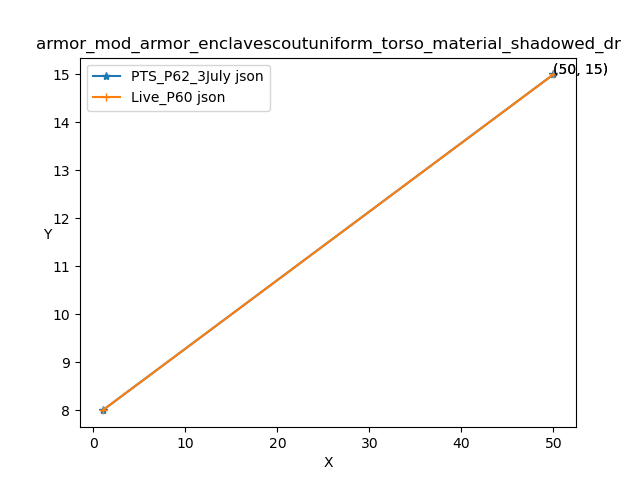 armor_mod_armor_enclavescoutuniform_torso_material_shadowed_dr
PTS_P62_3July json
Live_P60 json
(50, 15)
15
14
13
12
11
10
9
8
Y
0 10 20 30 40 50
X